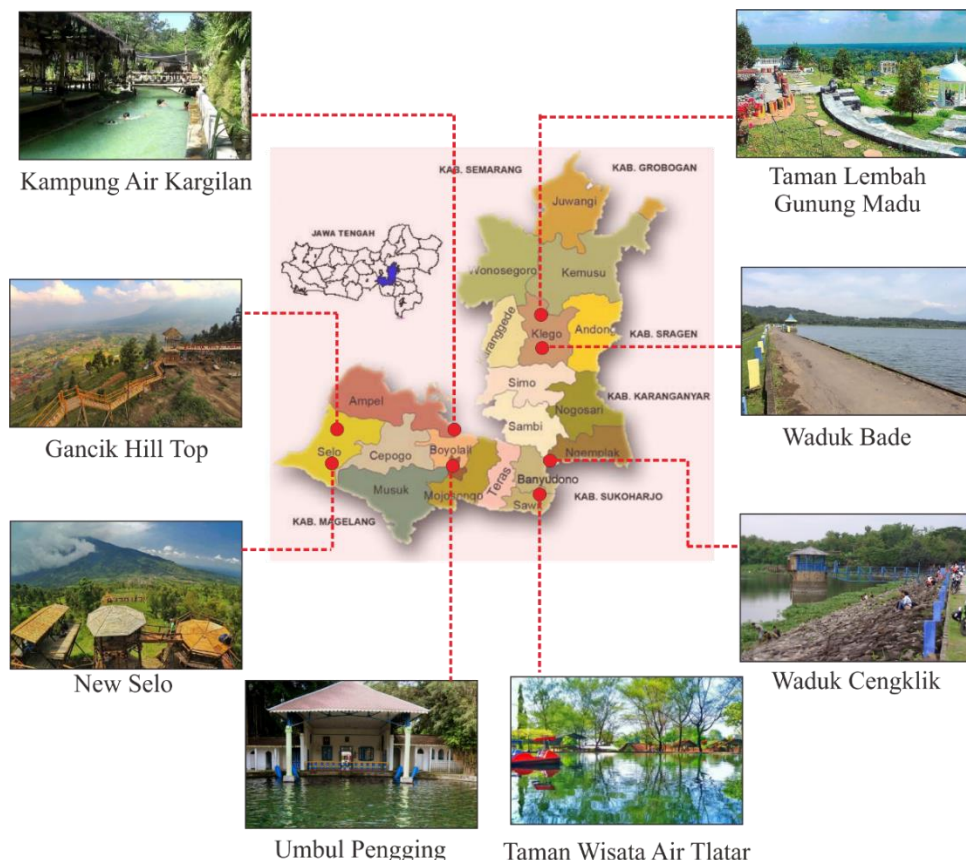 Kampung Air Kargilan
Taman Lembah
Gunung Madu
Gancik Hill Top
Waduk Bade
New Selo
Waduk Cengklik
Umbul Pengging
Taman Wisata Air Tlatar
KAB. SEMARANG
KAB. GROBOGAN
JAWA TENGAH
Juwangi
Wonosegoro
Kemusu
Klego
Andong
KAB. SRAGEN
Simo
KAB. KARANGANYAR
Nogosari
Ampel
Sambi
Selo
Cepogo
Boyolali
Ngemplak
Musuk
Mojosongo
Teras
Banyudono
Sawit
KAB. SUKOHARJO
KAB. MAGELANG